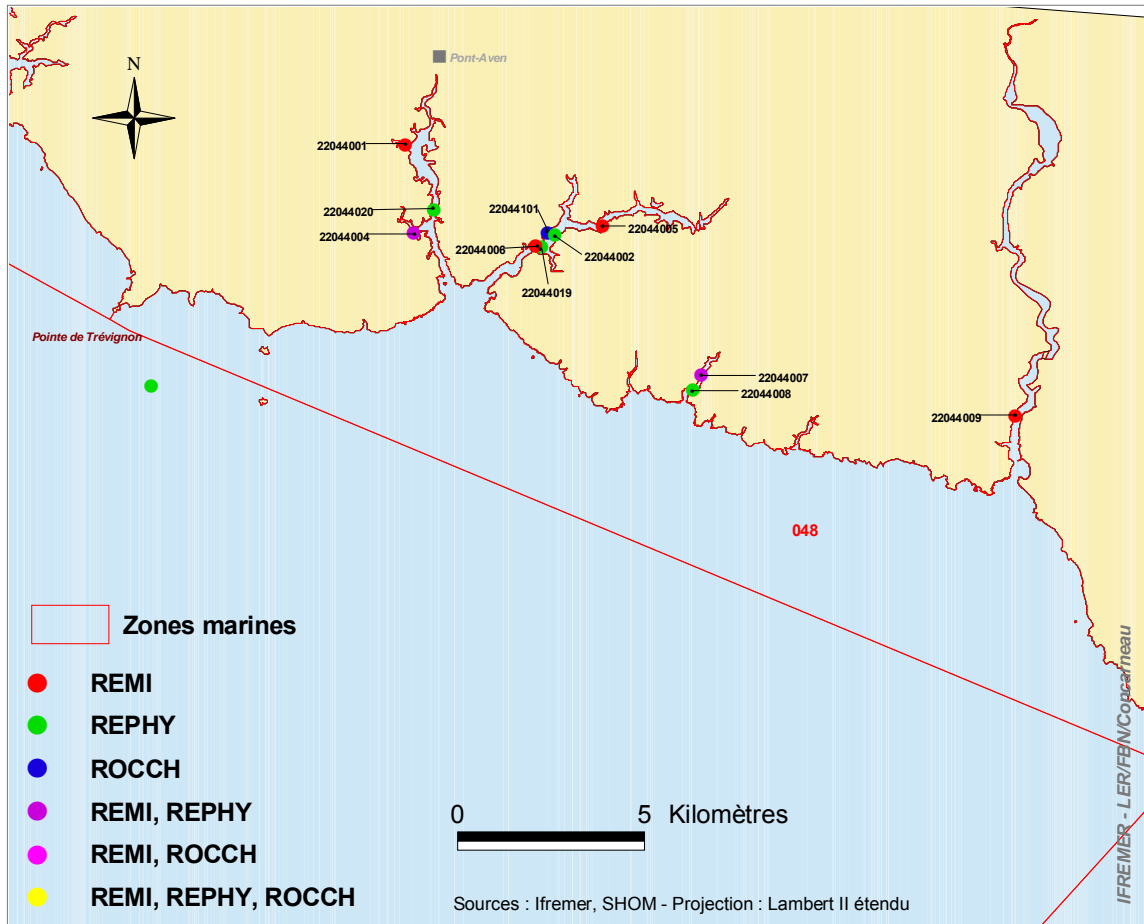 Pont-Aven
N
22044001
22044020
22044101
22044004
22044005
22044006
22044002
22044019
Pointe de Trévignon
22044007
22044008
22044009
048
Zones marines
REMI
REPHY
ROCCH
REMI, REPHY
REMI, ROCCH
REMI, REPHY, ROCCH
0 5 Kilomètres
Sources : Ifremer, SHOM - Projection : Lambert II étendu
IFREMER - LER/FBN/Concarneau